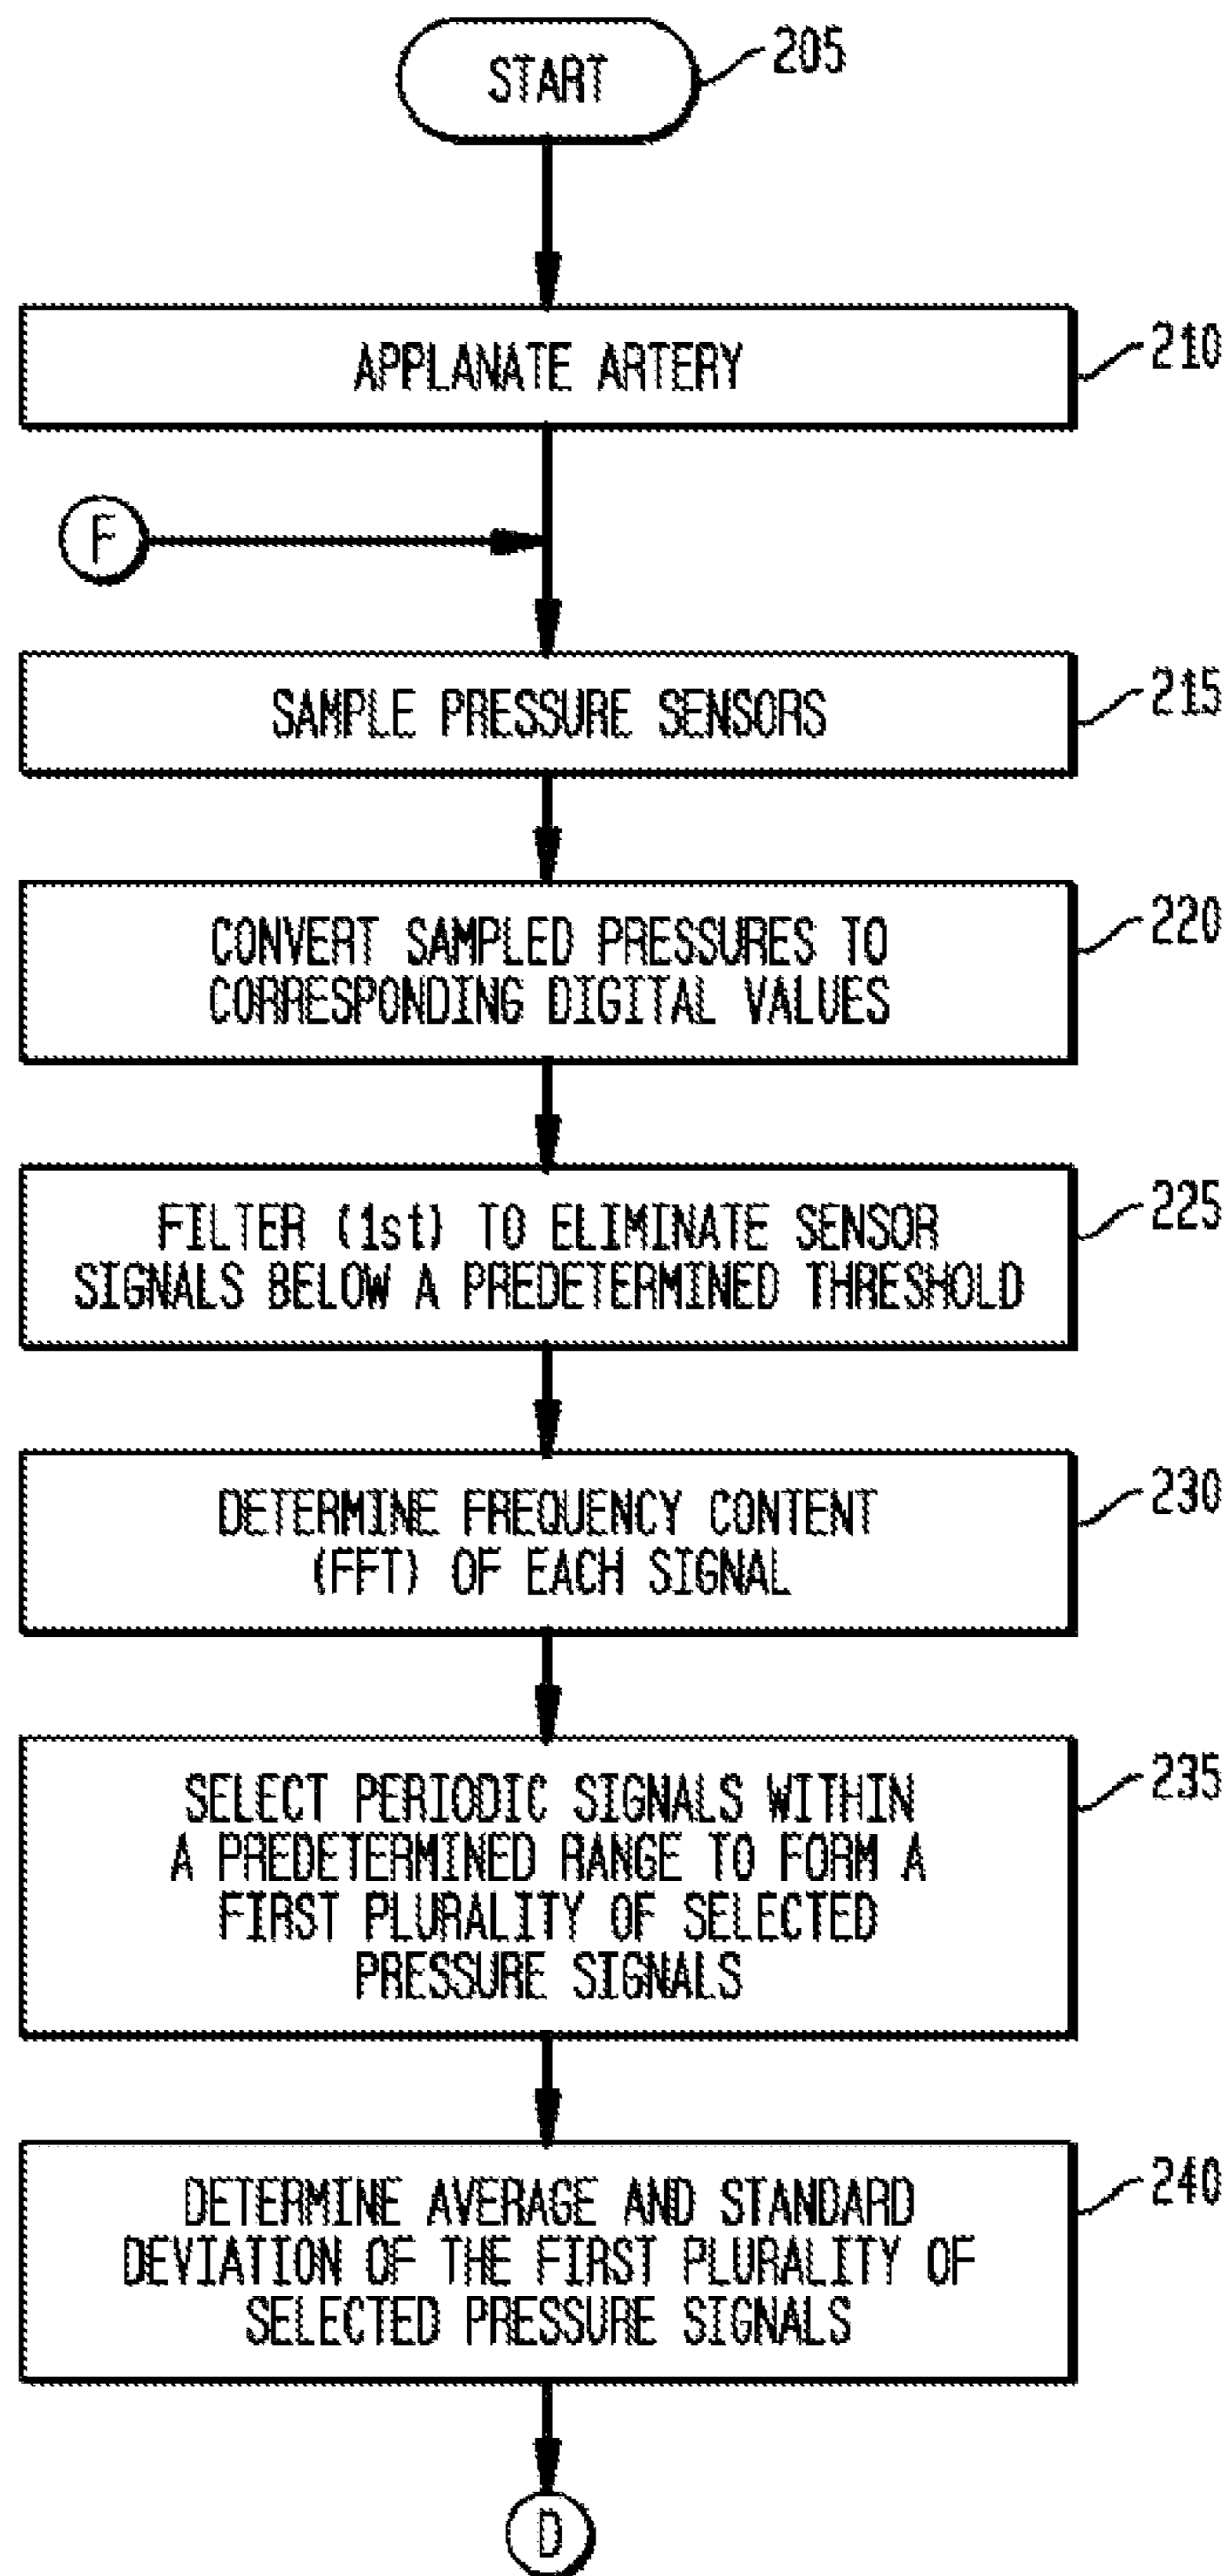 START
205
APPLANATE ARTERY
210
F
SAMPLE PRESSURE SENSORS
215
CONVERT SAMPLED PRESSURES TO
CORRESPONDING DIGITAL VALUES
220
FILTER (1st) TO ELIMINATE SENSOR
SIGNALS BELOW A PREDETERMINED THRESHOLD
225
DETERMINE FREQUENCY CONTENT
(FFT) OF EACH SIGNAL
230
SELECT PERIODIC SIGNALS WITHIN
A PREDETERMINED RANGE TO FORM A
FIRST PLURALITY OF SELECTED
PRESSURE SIGNALS
235
DETERMINE AVERAGE AND STANDARD
DEVIATION OF THE FIRST PLURALITY OF
SELECTED PRESSURE SIGNALS
240
D